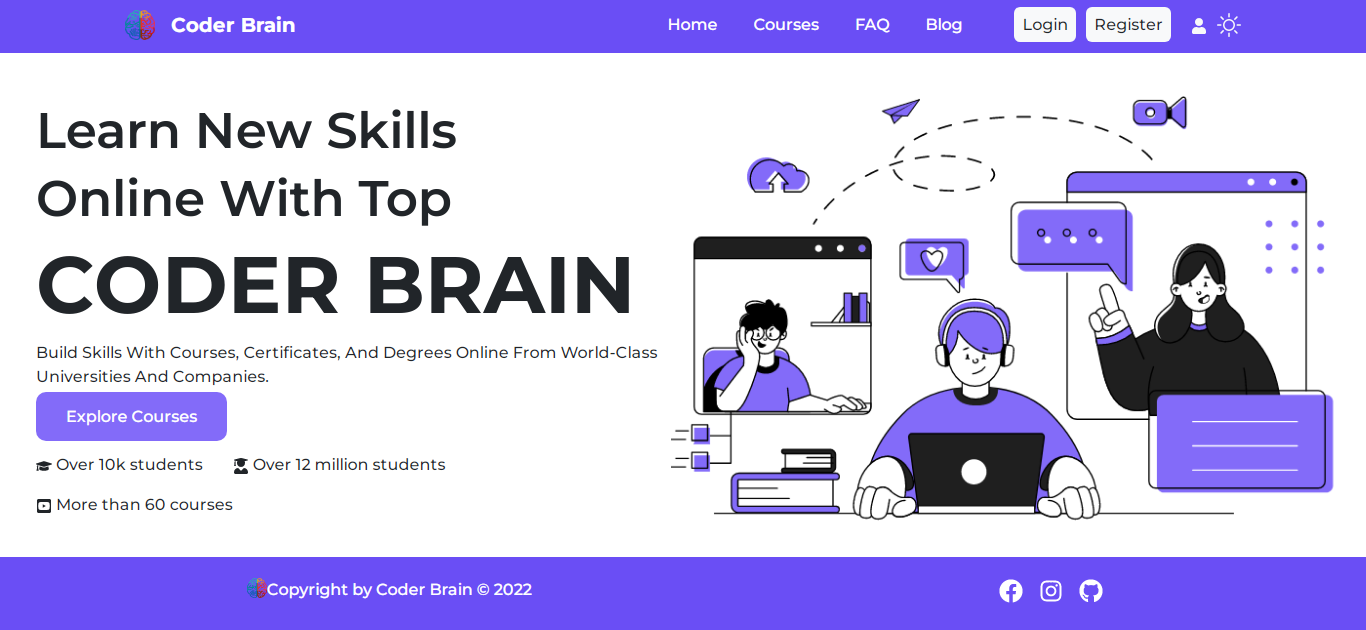 Coder Brain Home Courses FAQ Blog Login Register
Learn New Skills
Online With Top
CODER BRAIN
Build Skills With Courses, Certificates, And Degrees Online From World-Class
Universities And Companies.
Explore Courses
Over 10k students Over 12 million students
More than 60 courses
Copyright by Coder Brain © 2022